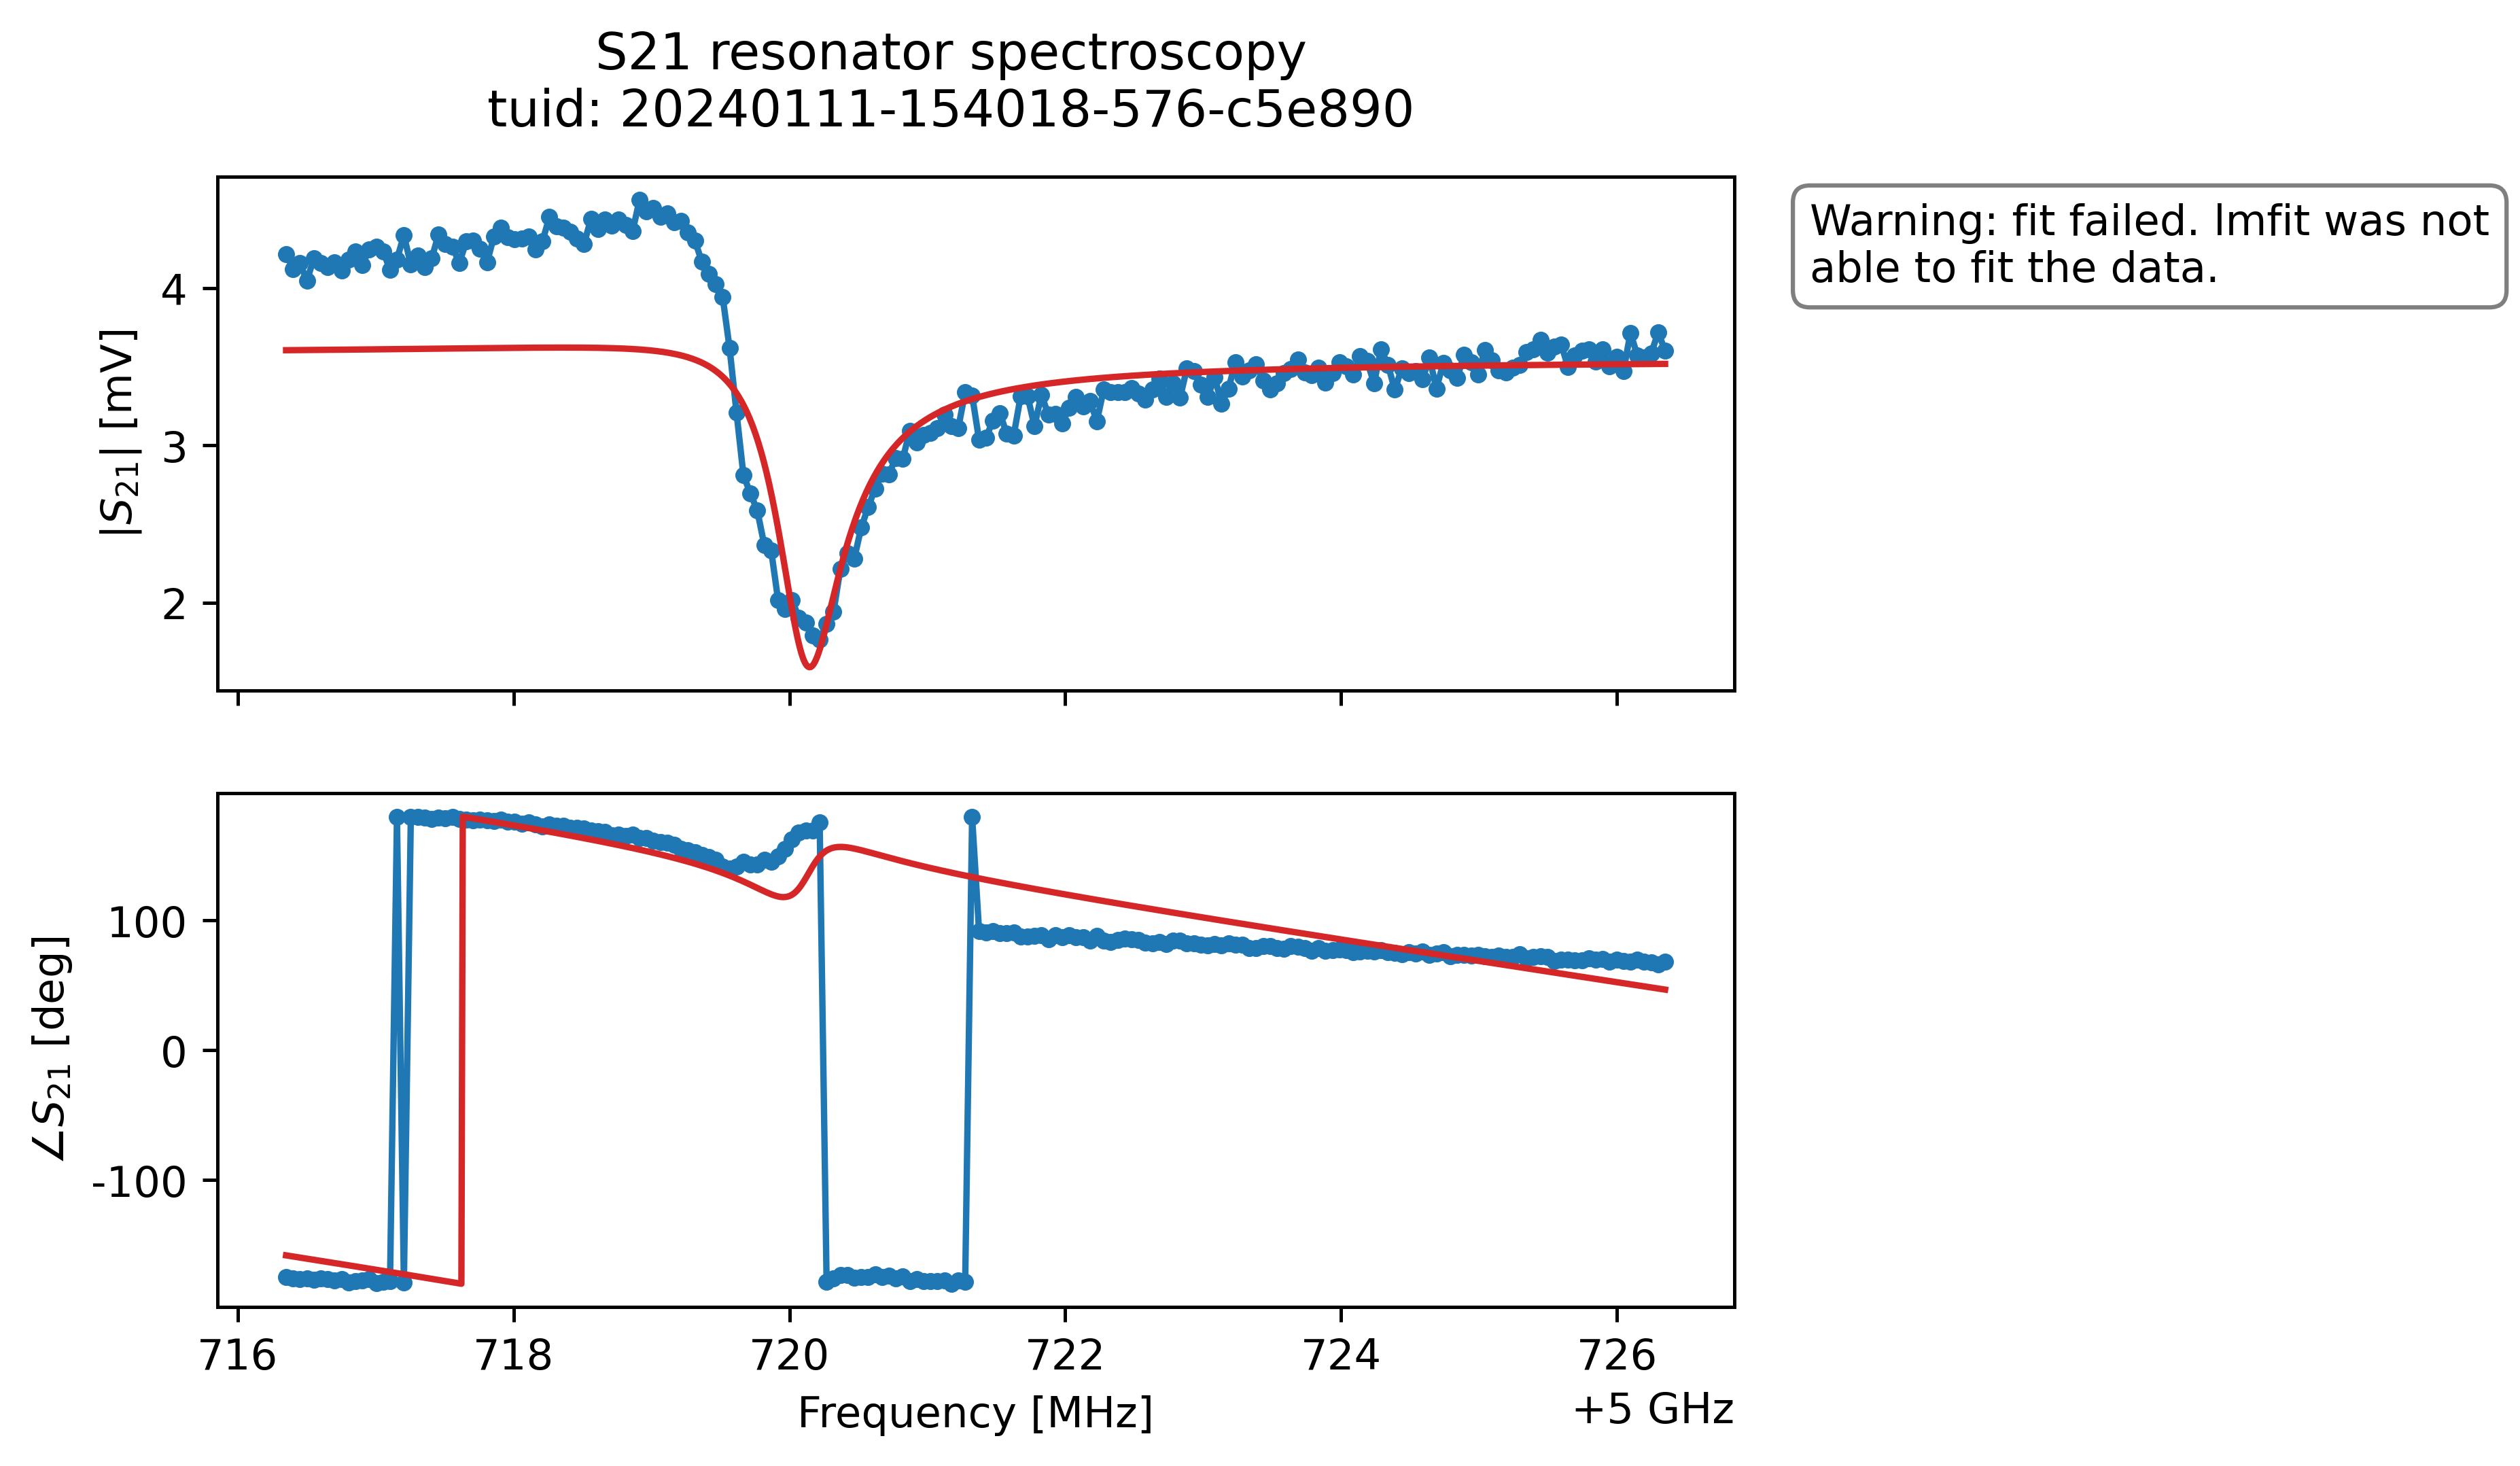 S21 resonator spectroscopy
tuid: 20240111-154018-576-c5e890
Warning: fit failed. lmfit was not
able to fit the data.
|S21| [mV]
4
3
2
∠S21 [deg]
100
0
-100
716 718 720 722 724 726
Frequency [MHz]
+5 GHz